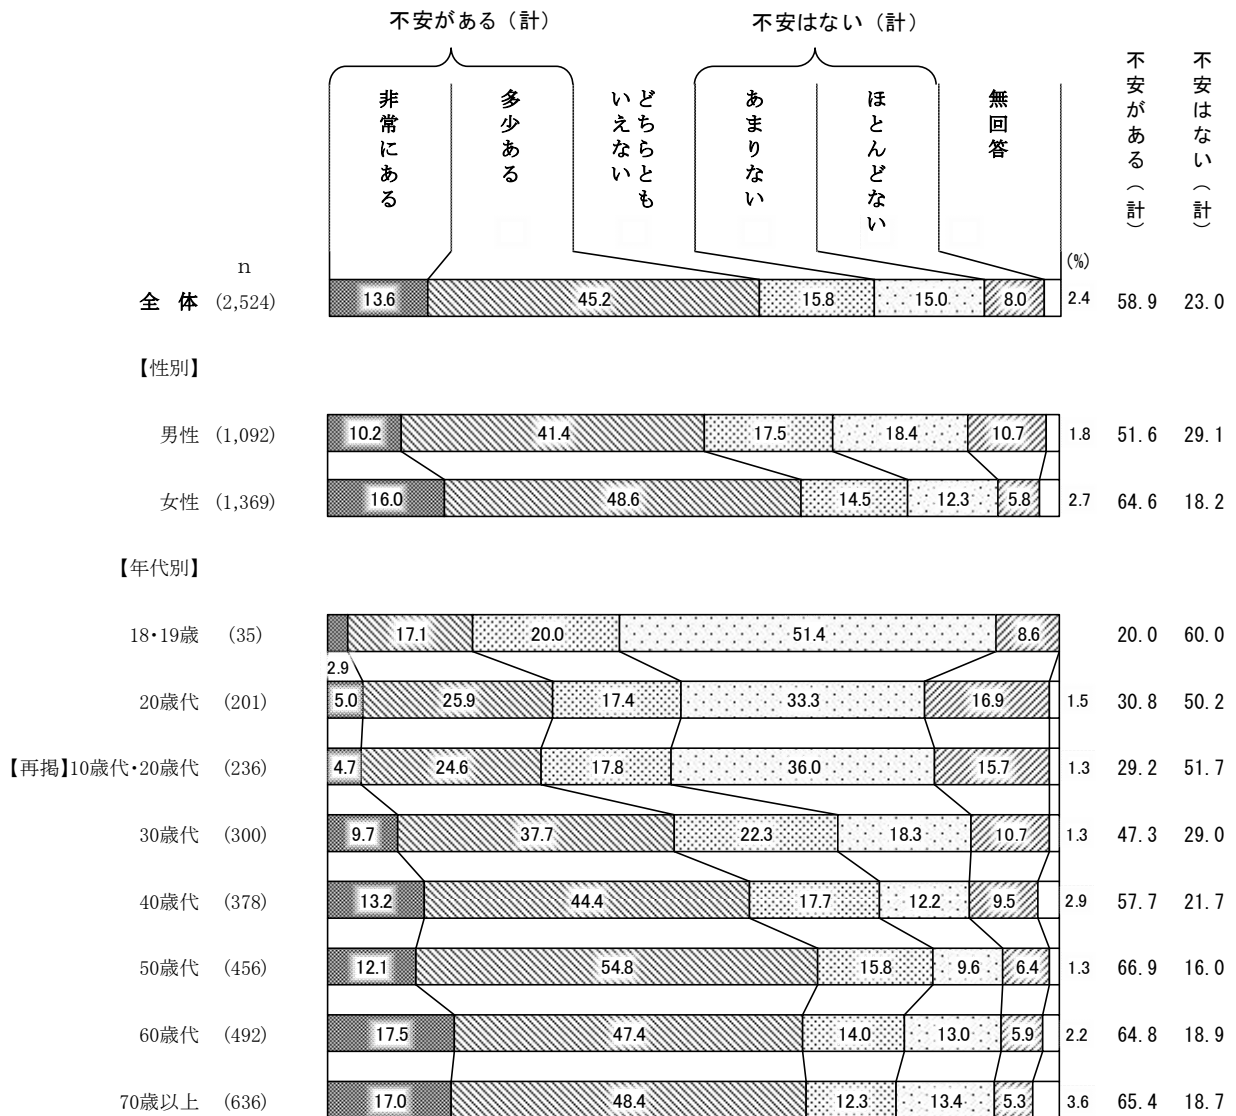 不安がある（計） 不安はない（計）
非常にある 多少ある どちらともいえない あまりない ほとんどない 無回答 不安がある（計） 不安はない（計）
(%)
n
全 体 (2,524) 13.6 45.2 15.8 15.0 8.0 2.4 58.9 23.0
【性別】
男性 (1,092) 10.2 41.4 17.5 18.4 10.7 1.8 51.6 29.1
女性 (1,369) 16.0 48.6 14.5 12.3 5.8 2.7 64.6 18.2
【年代別】
18・19歳 (35) 17.1 20.0 51.4 8.6 20.0 60.0
2.9
20歳代 (201) 5.0 25.9 17.4 33.3 16.9 1.5 30.8 50.2
【再掲】10歳代・20歳代 (236) 4.7 24.6 17.8 36.0 15.7 1.3 29.2 51.7
30歳代 (300) 9.7 37.7 22.3 18.3 10.7 1.3 47.3 29.0
40歳代 (378) 13.2 44.4 17.7 12.2 9.5 2.9 57.7 21.7
50歳代 (456) 12.1 54.8 15.8 9.6 6.4 1.3 66.9 16.0
60歳代 (492) 17.5 47.4 14.0 13.0 5.9 2.2 64.8 18.9
70歳以上 (636) 17.0 48.4 12.3 13.4 5.3 3.6 65.4 18.7